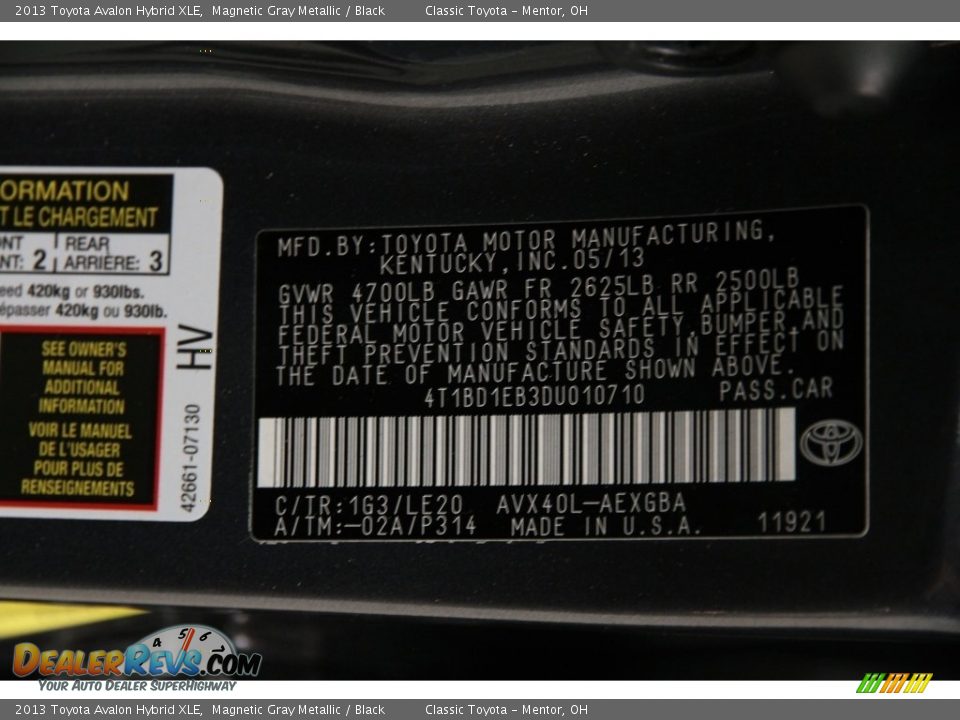 2013 Toyota Avalon Hybrid XLE, Magnetic Gray Metallic / Black Classic Toyota – Mentor, OH
ORMATION
T LE CHARGEMENT
NT REAR
NT: 2 ARRIÈRE: 3
eed 420kg or 930lbs.
épasser 420kg ou 930lb.
SEE OWNER'S
MANUAL FOR
ADDITIONAL
INFORMATION
VOIR LE MANUEL
DE L'USAGER
POUR PLUS DE
RENSEIGNEMENTS
HV
42661-07130
MFD.BY:TOYOTA MOTOR MANUFACTURING,
KENTUCKY,INC.05/13
GVWR 4700LB GAWR FR 2625LB RR 2500LB
THIS VEHICLE CONFORMS TO ALL APPLICABLE
FEDERAL MOTOR VEHICLE SAFETY,BUMPER,AND
THEFT PREVENTION STANDARDS IN EFFECT ON
THE DATE OF MANUFACTURE SHOWN ABOVE.
4T1BD1EB3DU010710 PASS.CAR
C/TR:1G3/LE20 AVX40L-AEXGBA
A/TM:-02A/P314 MADE IN U.S.A. 11921
4 5 6
DEALERREVS.COM
YOUR AUTO DEALER SUPERHIGHWAY
2013 Toyota Avalon Hybrid XLE, Magnetic Gray Metallic / Black Classic Toyota – Mentor, OH